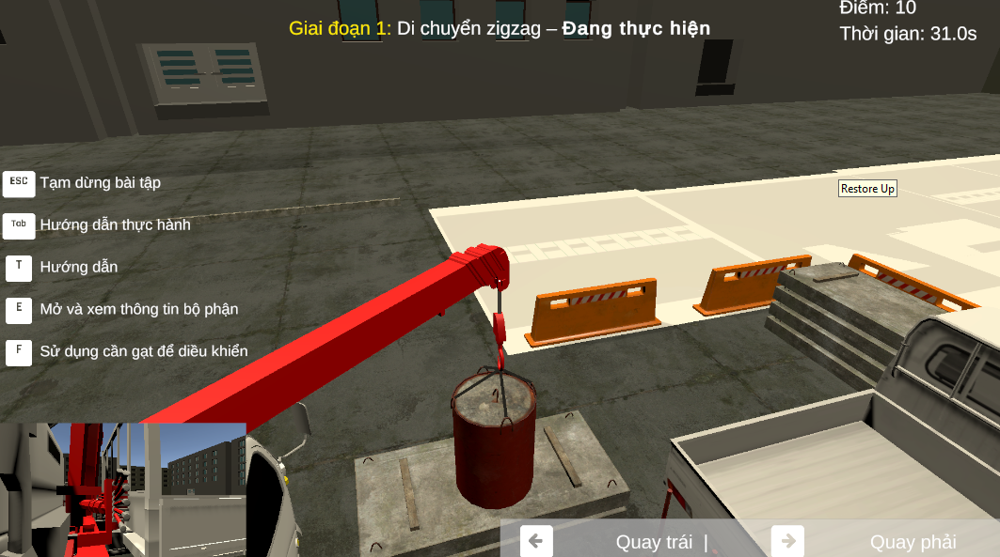 Điểm: 10
Giai đoạn 1: Di chuyển zigzag – Đang thực hiện
Thời gian: 31.0s
ESC Tạm dừng bài tập
Restore Up
Tab Hướng dẫn thực hành
T Hướng dẫn
E Mở và xem thông tin bộ phận
F Sử dụng cần gạt để điều khiển
Quay trái | Quay phải